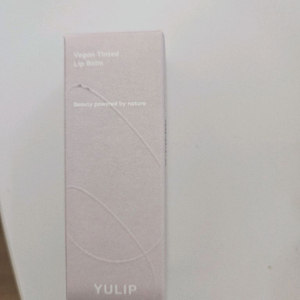 Vegan Tinted
Lip Balm
Beauty powered by nature
YULIP